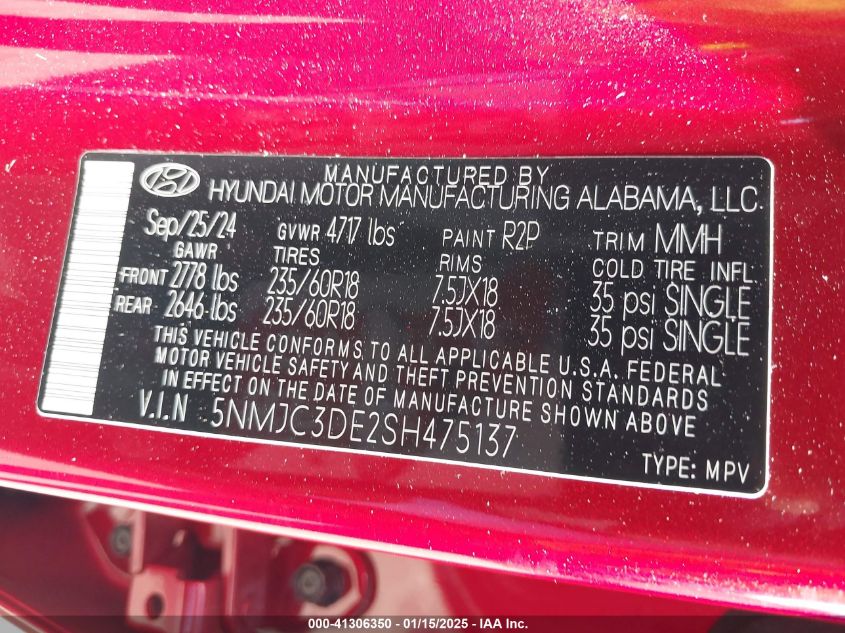 MANUFACTURED BY
HYUNDAI MOTOR MANUFACTURING ALABAMA, LLC.
Sep/25/24 GVWR 4717 lbs PAINT R2P TRIM MMH
GAWR TIRES RIMS COLD TIRE INFL
FRONT 2778 lbs 235/60R18 7.5JX18 35 psi SINGLE
REAR 2646 lbs 235/60R18 7.5JX18 35 psi SINGLE
THIS VEHICLE CONFORMS TO ALL APPLICABLE U.S.A. FEDERAL
MOTOR VEHICLE SAFETY AND THEFT PREVENTION STANDARDS
IN EFFECT ON THE DATE OF MANUFACTURE SHOWN ABOVE
V.I.N 5NMJC3DE2SH475137
TYPE: MPV
000-41306350 - 01/15/2025 - IAA Inc.